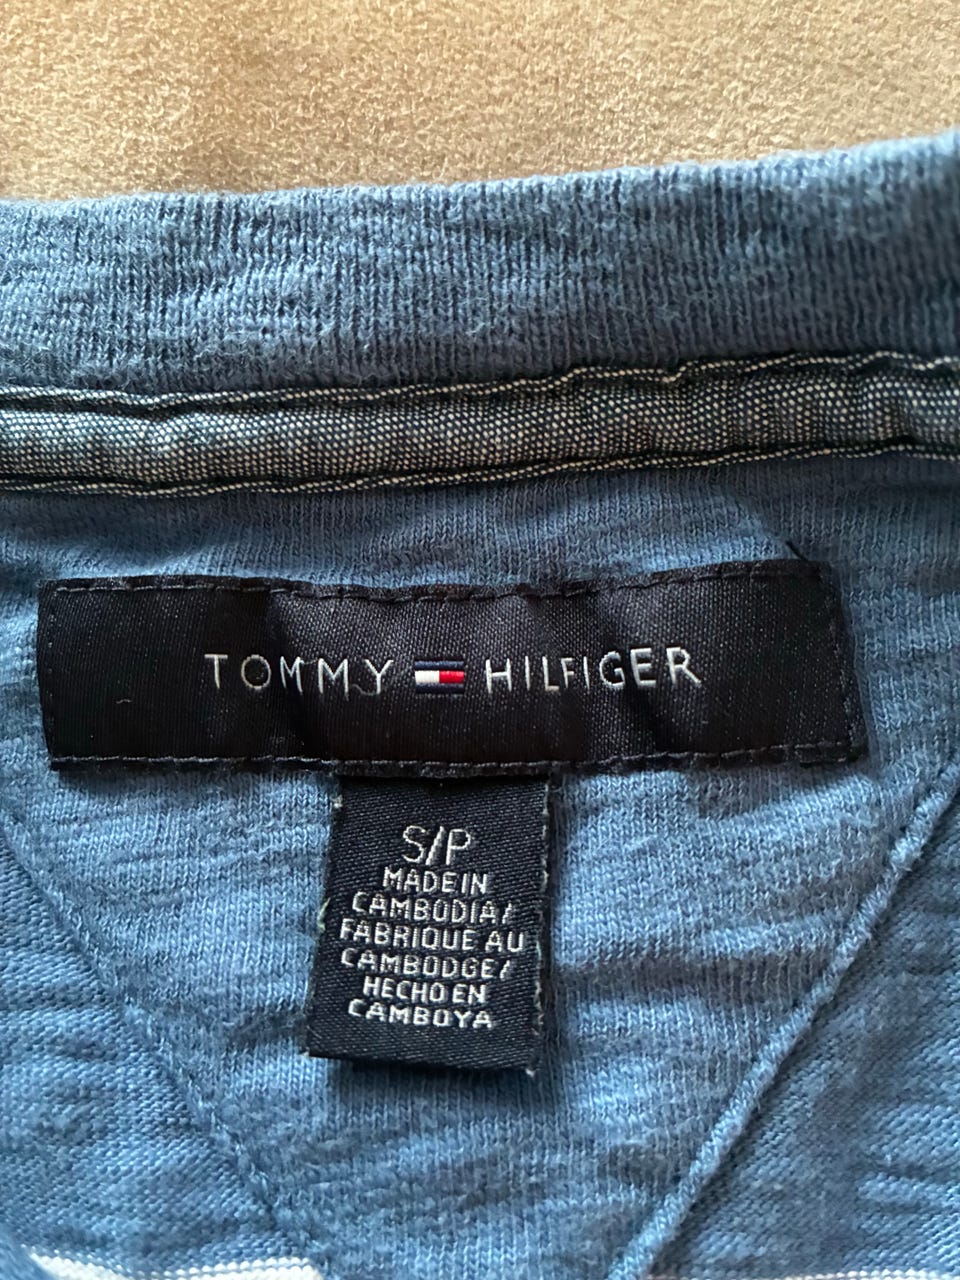 TOMMY HILFIGER
S/P
MADE IN
CAMBODIA/
FABRIQUE AU
CAMBODGE/
HECHO EN
CAMBOYA